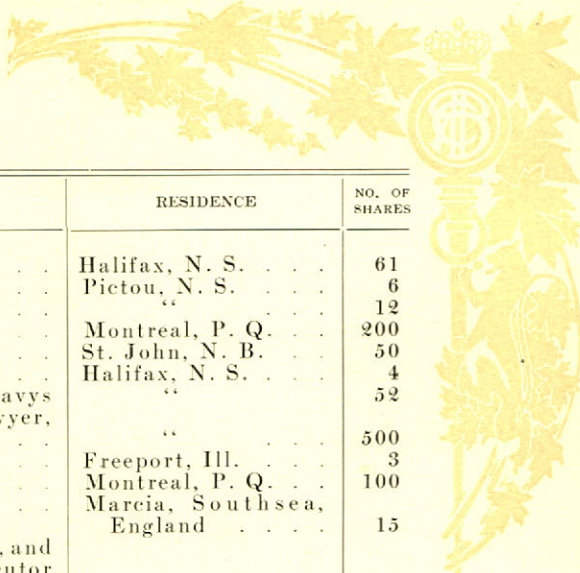 RESIDENCE NO. OF
SHARES
. . Halifax, N. S. . . . . 61
. . Pictou, N. S. . . . . 6
. . “ . . . 12
. . Montreal, P. Q. . . 200
. . St. John, N. B. . . 50
. . Halifax, N. S. . . . . 4
avys “ 52
yer,
. . “ . . . 500
. . Freeport, Ill. . . . 3
. . Montreal, P. Q. . . 100
. . Marcia, Southsea,
England . . . . 15
, and
utor